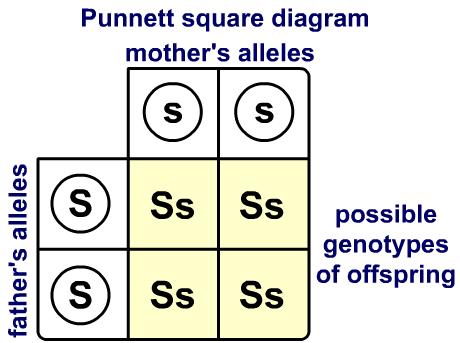 Punnett square diagram
mother's alleles
s s
father's alleles
S Ss Ss
S Ss Ss
possible
genotypes
of offspring